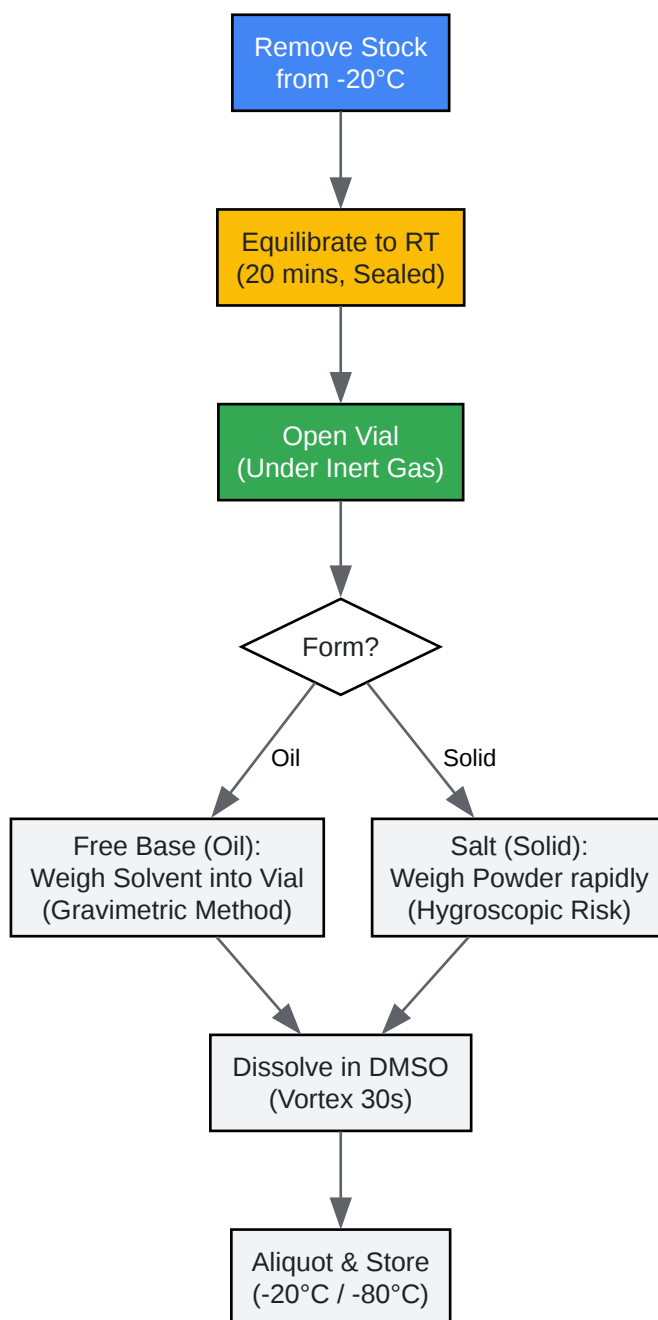 Remove Stock
from -20°C
Equilibrate to RT
(20 mins, Sealed)
Open Vial
(Under Inert Gas)
Form?
Oil
Solid
Free Base (Oil):
Weigh Solvent into Vial
(Gravimetric Method)
Salt (Solid):
Weigh Powder rapidly
(Hygroscopic Risk)
Dissolve in DMSO
(Vortex 30s)
Aliquot & Store
(-20°C / -80°C)